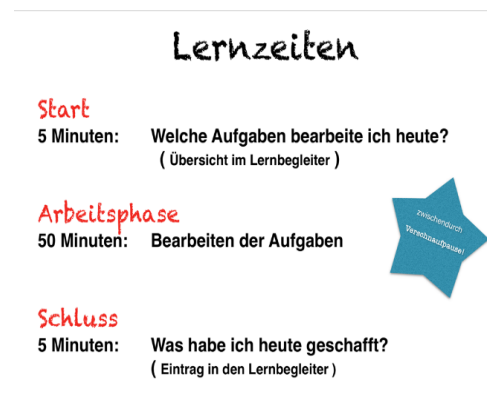 Lernzeiten
Start
5 Minuten: Welche Aufgaben bearbeite ich heute?
( Übersicht im Lernbegleiter )
Arbeitsphase
50 Minuten: Bearbeiten der Aufgaben
zwischendurch
Verschnaufpause!
Schluss
5 Minuten: Was habe ich heute geschafft?
( Eintrag in den Lernbegleiter )